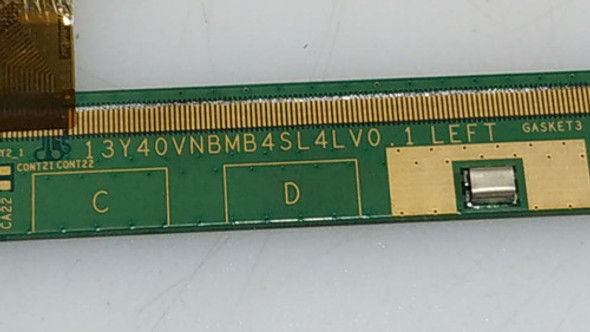 13Y40VNBMB4SL4LV0.1 LEFT
GASKET3
CONT21 CONT22
CA22
C
D